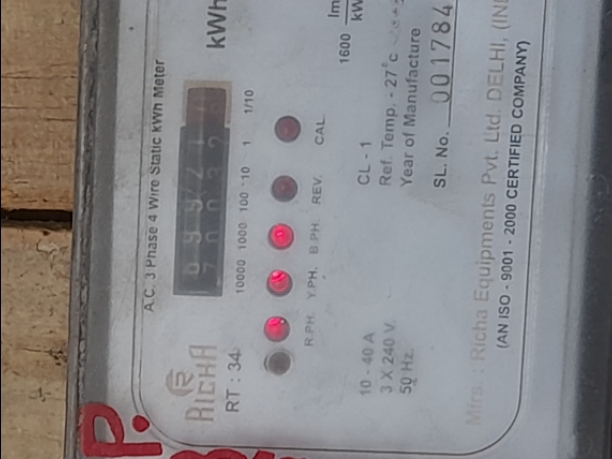 A.C. 3 Phase 4 Wire Static kWh Meter
kWh
10000 1000 100 10 1 1/10
R.PH. Y.PH. B.PH. REV. CAL.
RICHA
RT : 34
1600
10 - 40 A
3 X 240 V
50 Hz.
CL - 1
Ref. Temp. - 27°c
Year of Manufacture
SL. No. 001784
Mfrs. : Richa Equipments Pvt. Ltd. DELHI,
(AN ISO - 9001 - 2000 CERTIFIED COMPANY)
P.